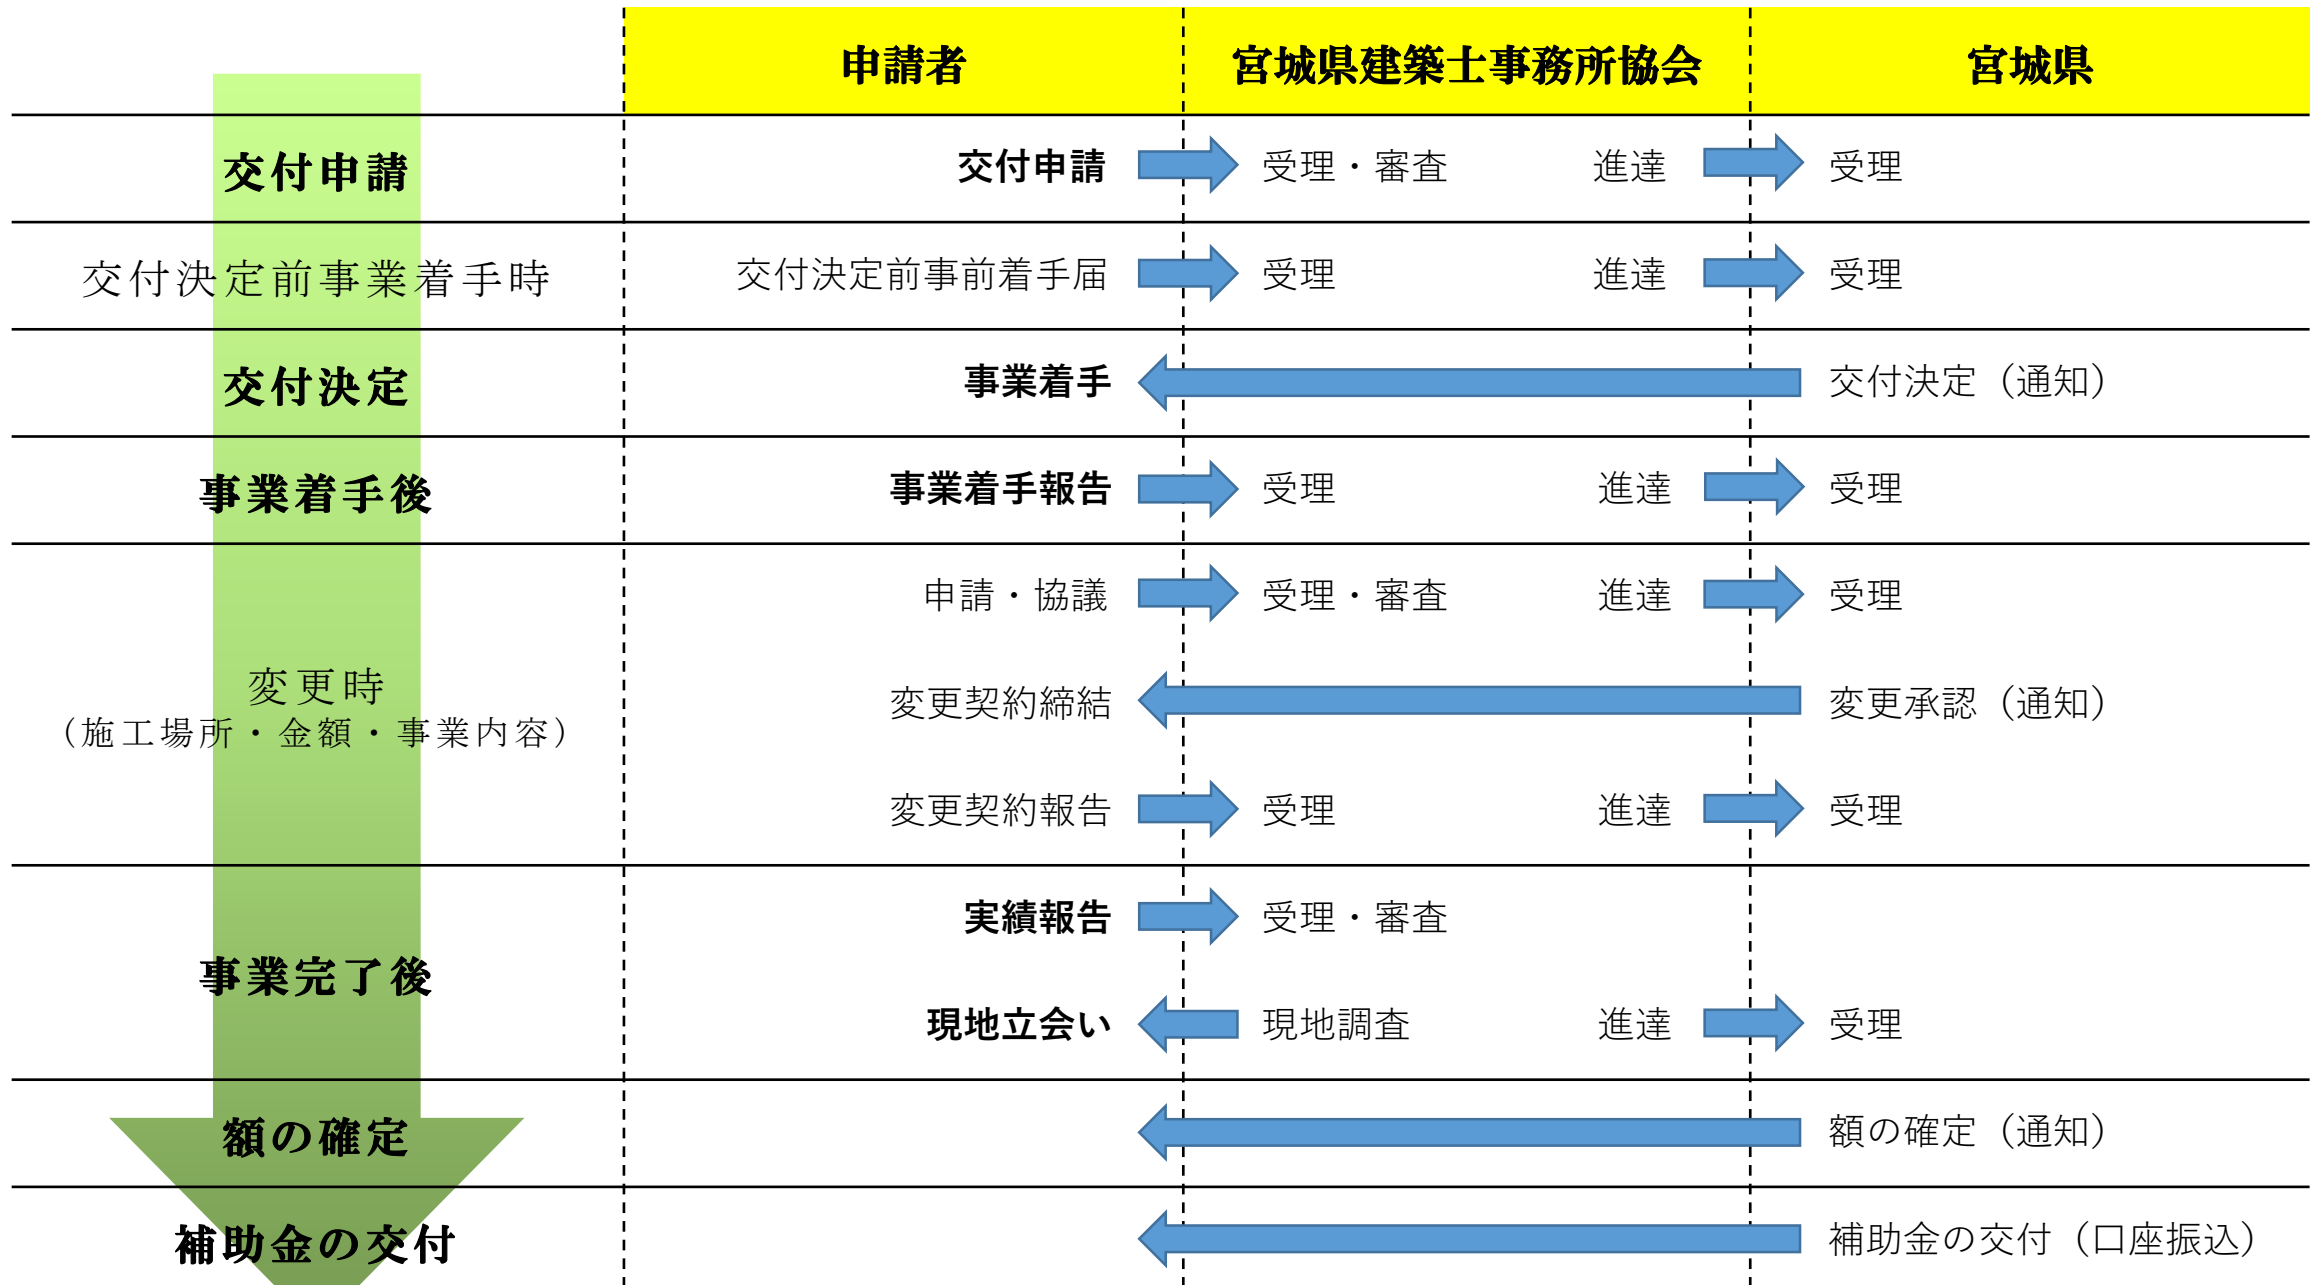 申請者 宮城県建築士事務所協会 宮城県
交付申請 交付申請 受理・審査 進達 受理
交付決定前事業着手時 交付決定前事前着手届 受理 進達 受理
交付決定 事業着手 交付決定（通知）
事業着手後 事業着手報告 受理 進達 受理
申請・協議 受理・審査 進達 受理
変更時
（施工場所・金額・事業内容）
変更契約締結 変更承認（通知）
変更契約報告 受理 進達 受理
事業完了後
実績報告 受理・審査
現地立会い 現地調査 進達 受理
額の確定 額の確定（通知）
補助金の交付 補助金の交付（口座振込）